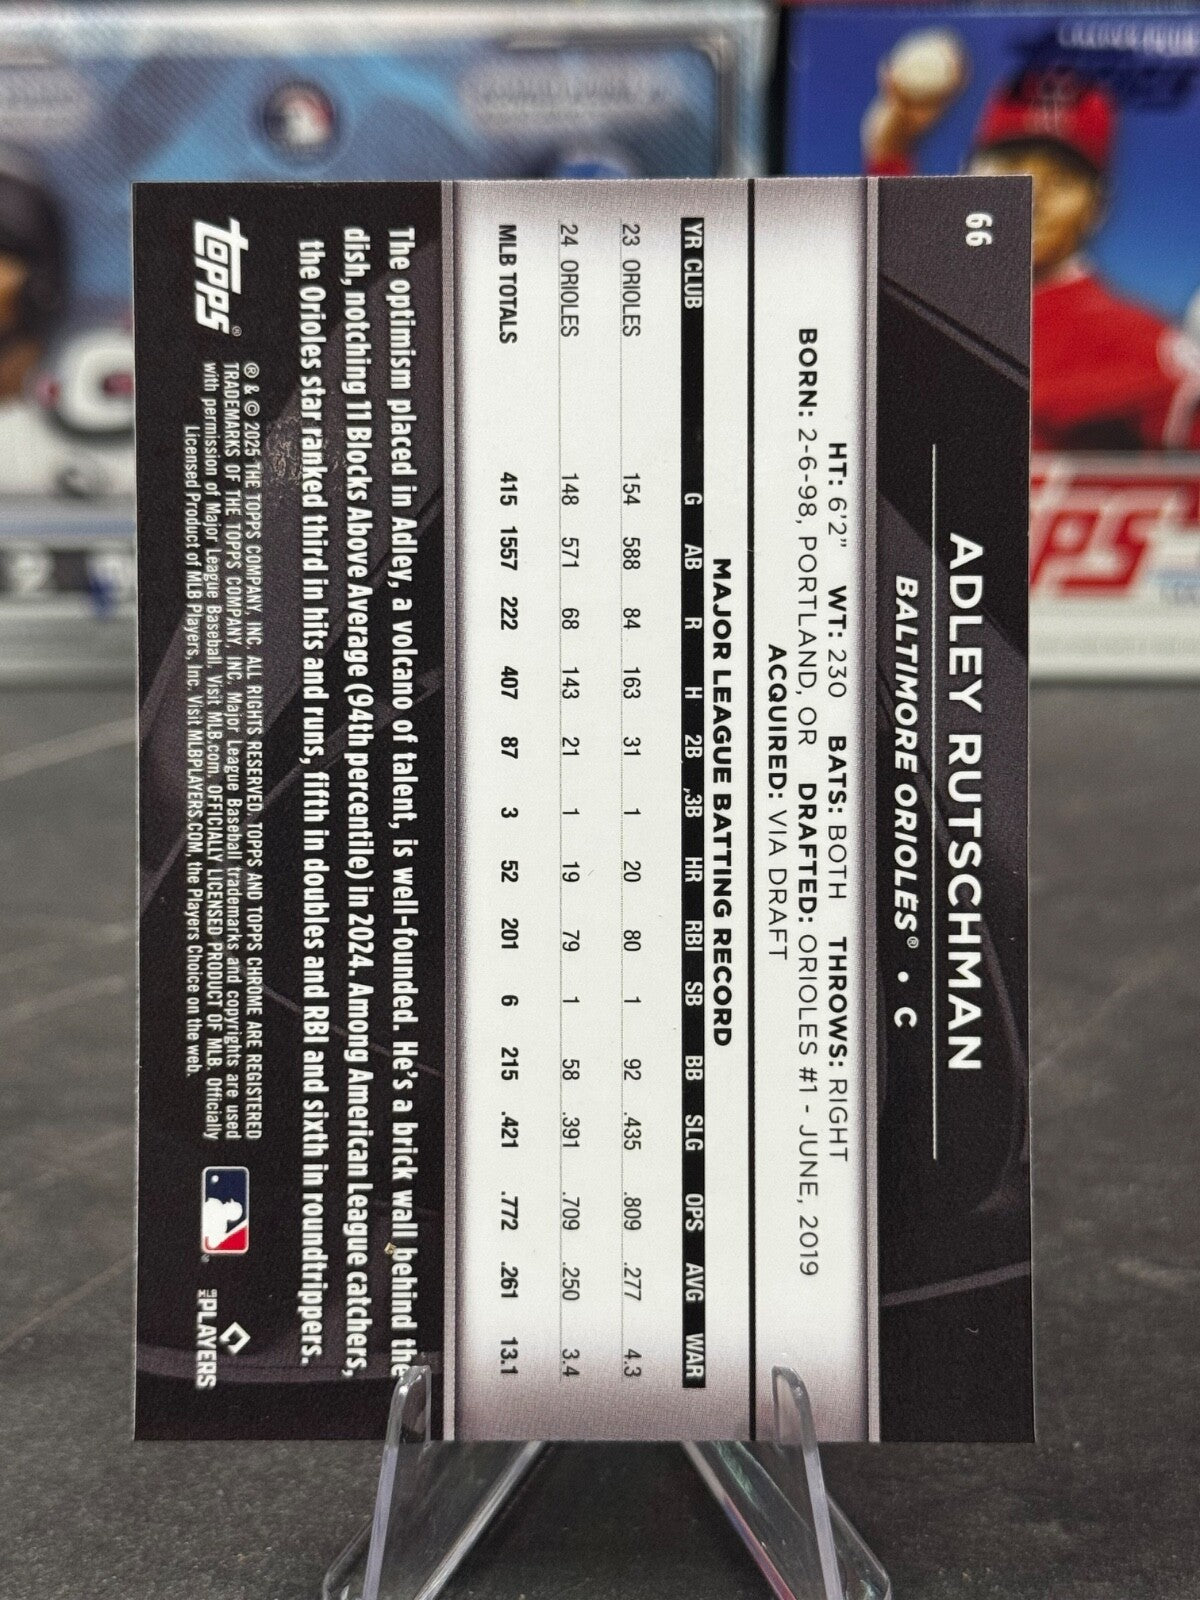 66
ADLEY RUTSCHMAN
BALTIMORE ORIOLES® • C
HT: 6'2" WT: 230 BATS: BOTH THROWS: RIGHT
BORN: 2-6-98, PORTLAND, OR DRAFTED: ORIOLES #1 - JUNE, 2019
ACQUIRED: VIA DRAFT
MAJOR LEAGUE BATTING RECORD
YR CLUB G AB R H 2B 3B HR RBI SB BB SLG OPS AVG WAR
23 ORIOLES 154 588 84 163 31 1 20 80 1 92 .435 .809 .277 4.3
24 ORIOLES 148 571 68 143 21 1 19 79 1 58 .391 .709 .250 3.4
MLB TOTALS 415 1557 222 407 87 3 52 201 6 215 .421 .772 .261 13.1
The optimism placed in Adley, a volcano of talent, is well-founded. He's a brick wall behind the
dish, notching 11 Blocks Above Average (94th percentile) in 2024. Among American League catchers,
the Orioles star ranked third in hits and runs, fifth in doubles and RBI and sixth in roundtrippers.
topps®
® & © 2025 THE TOPPS COMPANY, INC. ALL RIGHTS RESERVED. TOPPS AND TOPPS CHROME ARE REGISTERED
TRADEMARKS OF THE TOPPS COMPANY, INC. Major League Baseball trademarks and copyrights are used
with permission of Major League Baseball. Visit MLB.com. OFFICIALLY LICENSED PRODUCT OF MLB. Officially
Licensed Product of MLB Players, Inc. Visit MLBPLAYERS.COM, the Players Choice on the web.
MLB PLAYERS